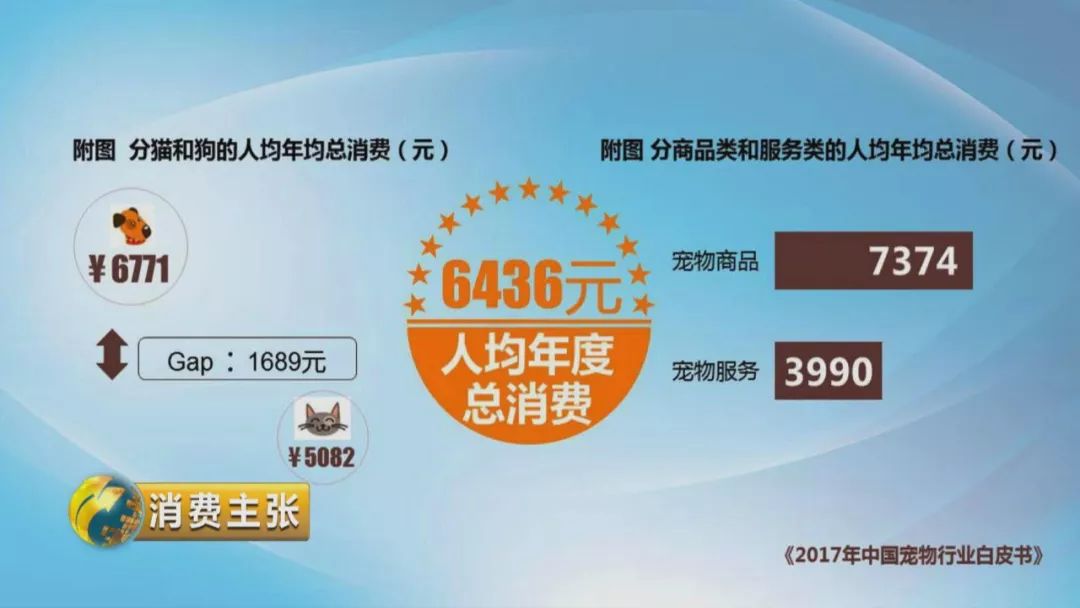 附图 分猫和狗的人均年均总消费（元）
¥6771
Gap：1689元
¥5082
6436元
人均年度
总消费
附图 分商品类和服务类的人均年均总消费（元）
宠物商品 7374
宠物服务 3990
消费主张
《2017年中国宠物行业白皮书》